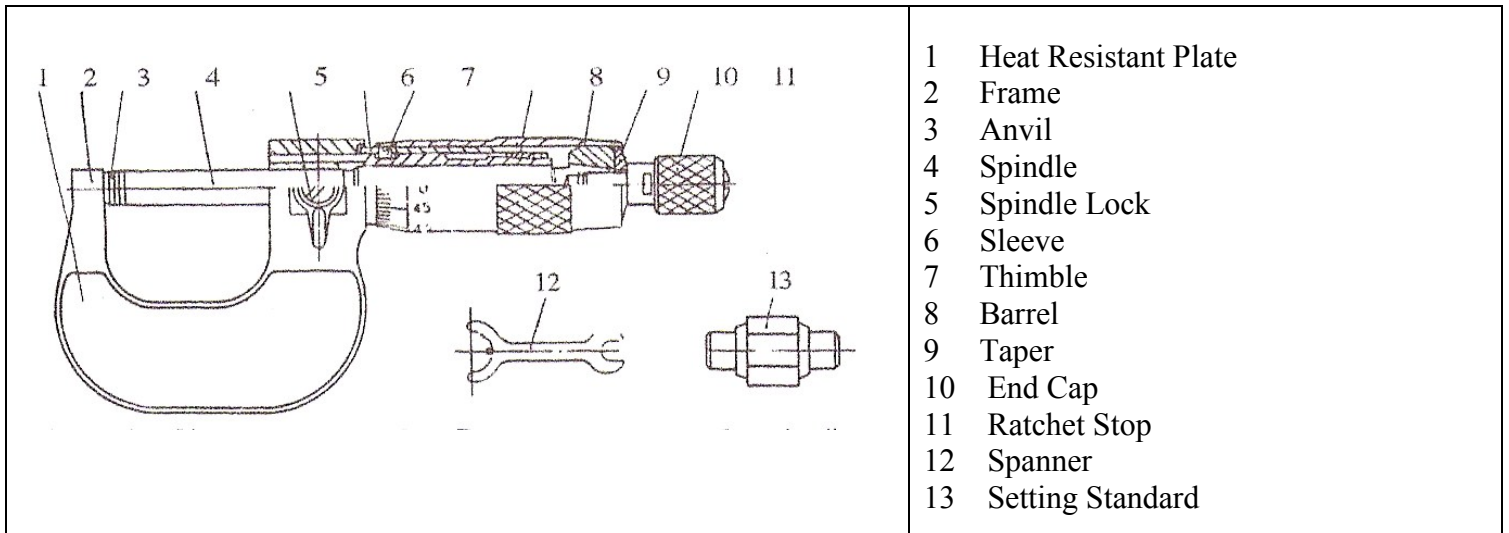 1 2 3 4 5 6 7 8 9 10 11
0
45
12 13
1 Heat Resistant Plate
2 Frame
3 Anvil
4 Spindle
5 Spindle Lock
6 Sleeve
7 Thimble
8 Barrel
9 Taper
10 End Cap
11 Ratchet Stop
12 Spanner
13 Setting Standard